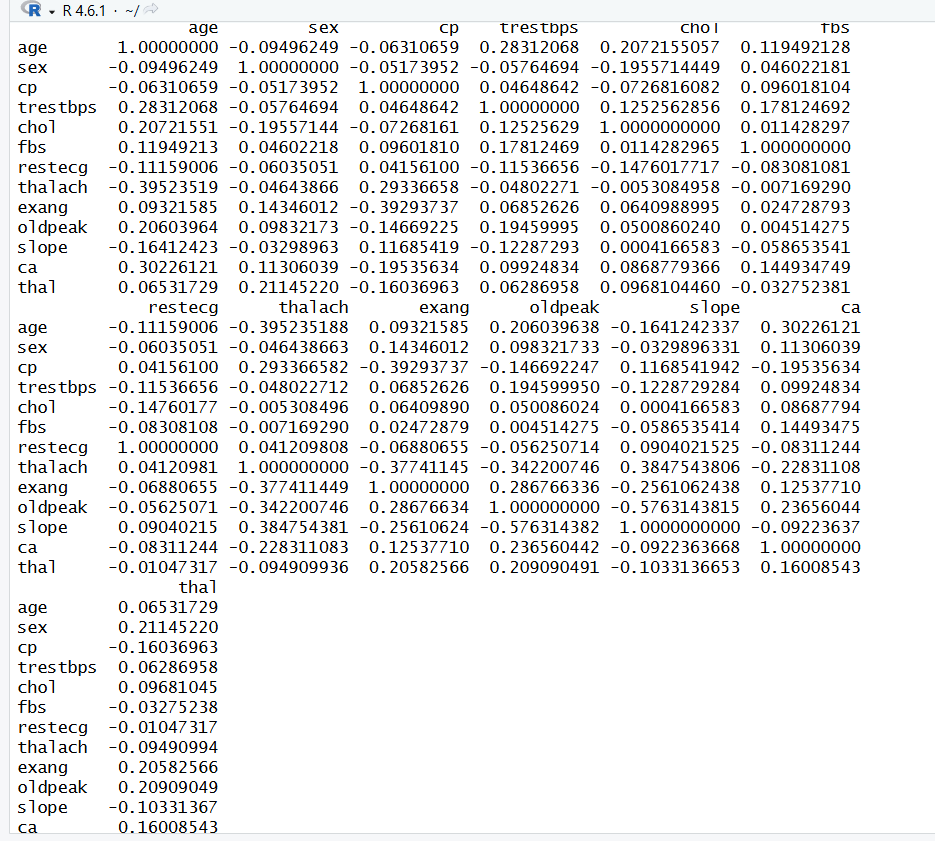 R R 4.6.1 · ~/
age sex cp trestbps chol fbs
age 1.00000000 -0.09496249 -0.06310659 0.28312068 0.2072155057 0.119492128
sex -0.09496249 1.00000000 -0.05173952 -0.05764694 -0.1955714449 0.046022181
cp -0.06310659 -0.05173952 1.00000000 0.04648642 -0.0726816082 0.096018104
trestbps 0.28312068 -0.05764694 0.04648642 1.00000000 0.1252562856 0.178124692
chol 0.20721551 -0.19557144 -0.07268161 0.12525629 1.0000000000 0.011428297
fbs 0.11949213 0.04602218 0.09601810 0.17812469 0.0114282965 1.000000000
restecg -0.11159006 -0.06035051 0.04156100 -0.11536656 -0.1476017717 -0.083081081
thalach -0.39523519 -0.04643866 0.29336658 -0.04802271 -0.0053084958 -0.007169290
exang 0.09321585 0.14346012 -0.39293737 0.06852626 0.0640988995 0.024728793
oldpeak 0.20603964 0.09832173 -0.14669225 0.19459995 0.0500860240 0.004514275
slope -0.16412423 -0.03298963 0.11685419 -0.12287293 0.0004166583 -0.058653541
ca 0.30226121 0.11306039 -0.19535634 0.09924834 0.0868779366 0.144934749
thal 0.06531729 0.21145220 -0.16036963 0.06286958 0.0968104460 -0.032752381
restecg thalach exang oldpeak slope ca
age -0.11159006 -0.395235188 0.09321585 0.206039638 -0.1641242337 0.30226121
sex -0.06035051 -0.046438663 0.14346012 0.098321733 -0.0329896331 0.11306039
cp 0.04156100 0.293366582 -0.39293737 -0.146692247 0.1168541942 -0.19535634
trestbps -0.11536656 -0.048022712 0.06852626 0.194599950 -0.1228729284 0.09924834
chol -0.14760177 -0.005308496 0.06409890 0.050086024 0.0004166583 0.08687794
fbs -0.08308108 -0.007169290 0.02472879 0.004514275 -0.0586535414 0.14493475
restecg 1.00000000 0.041209808 -0.06880655 -0.056250714 0.0904021525 -0.08311244
thalach 0.04120981 1.000000000 -0.37741145 -0.342200746 0.3847543806 -0.22831108
exang -0.06880655 -0.377411449 1.00000000 0.286766336 -0.2561062438 0.12537710
oldpeak -0.05625071 -0.342200746 0.28676634 1.000000000 -0.5763143815 0.23656044
slope 0.09040215 0.384754381 -0.25610624 -0.576314382 1.0000000000 -0.09223637
ca -0.08311244 -0.228311083 0.12537710 0.236560442 -0.0922363668 1.00000000
thal -0.01047317 -0.094909936 0.20582566 0.209090491 -0.1033136653 0.16008543
thal
age 0.06531729
sex 0.21145220
cp -0.16036963
trestbps 0.06286958
chol 0.09681045
fbs -0.03275238
restecg -0.01047317
thalach -0.09490994
exang 0.20582566
oldpeak 0.20909049
slope -0.10331367
ca 0.16008543